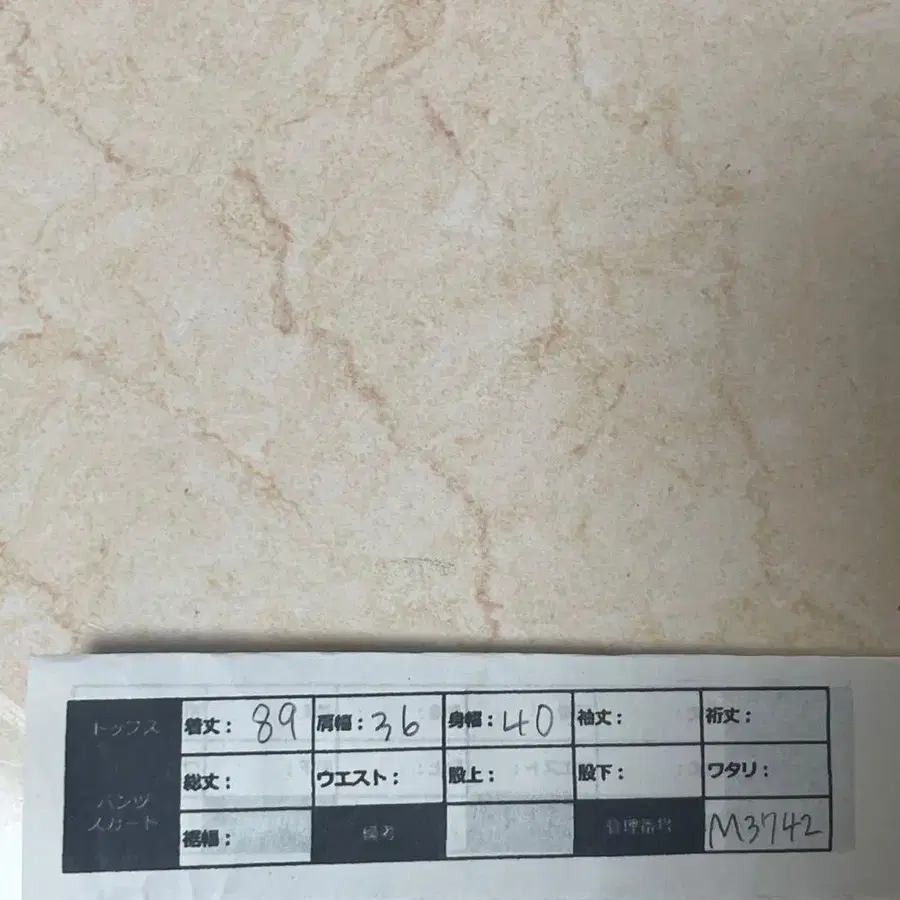 トップス 着丈: 89 肩幅: 36 身幅: 40 袖丈: 裄丈:
パンツ スカート 総丈: ウエスト: 股上: 股下: ワタリ:
裾幅: 備考 管理番号 M3742